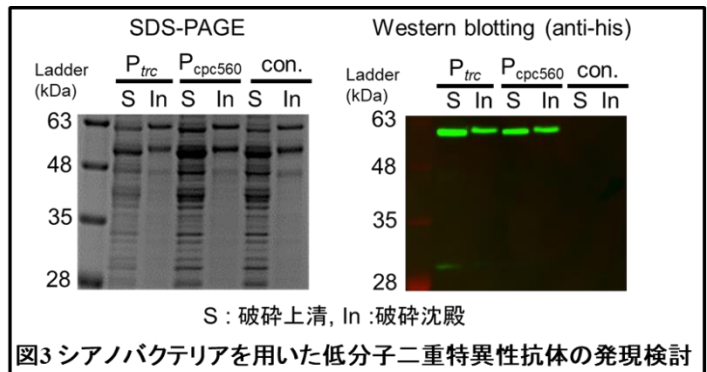 SDS-PAGE
Western blotting (anti-his)
Ladder (kDa)
Ptrc Pcpc560 con.
S In S In S In
63
48
35
28
Ladder (kDa)
Ptrc Pcpc560 con.
S In S In S In
63
48
35
28
S : 破砕上清, In :破砕沈殿
図3 シアノバクテリアを用いた低分子二重特異性抗体の発現検討